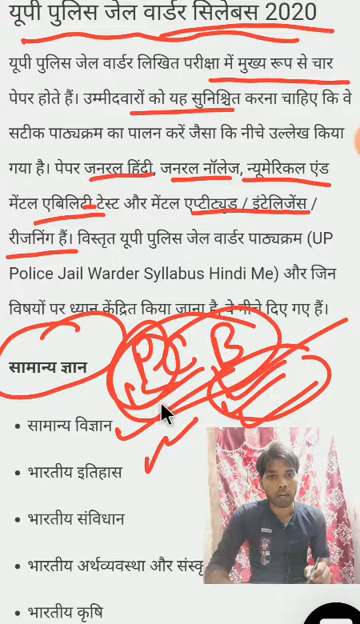 यूपी पुलिस जेल वार्डर सिलेबस 2020
यूपी पुलिस जेल वार्डर लिखित परीक्षा में मुख्य रूप से चार
पेपर होते हैं। उम्मीदवारों को यह सुनिश्चित करना चाहिए कि वे
सटीक पाठ्यक्रम का पालन करें जैसा कि नीचे उल्लेख किया
गया है। पेपर जनरल हिंदी, जनरल नॉलेज, न्यूमेरिकल एंड
मेंटल एबिलिटी टेस्ट और मेंटल एप्टीट्यूड / इंटेलिजेंस /
रीजनिंग हैं। विस्तृत यूपी पुलिस जेल वार्डर पाठ्यक्रम (UP
Police Jail Warder Syllabus Hindi Me) और जिन
विषयों पर ध्यान केंद्रित किया जाना है, वे नीचे दिए गए हैं।
P C B
सामान्य ज्ञान
• सामान्य विज्ञान
• भारतीय इतिहास
• भारतीय संविधान
• भारतीय अर्थव्यवस्था और
• भारतीय कृषि